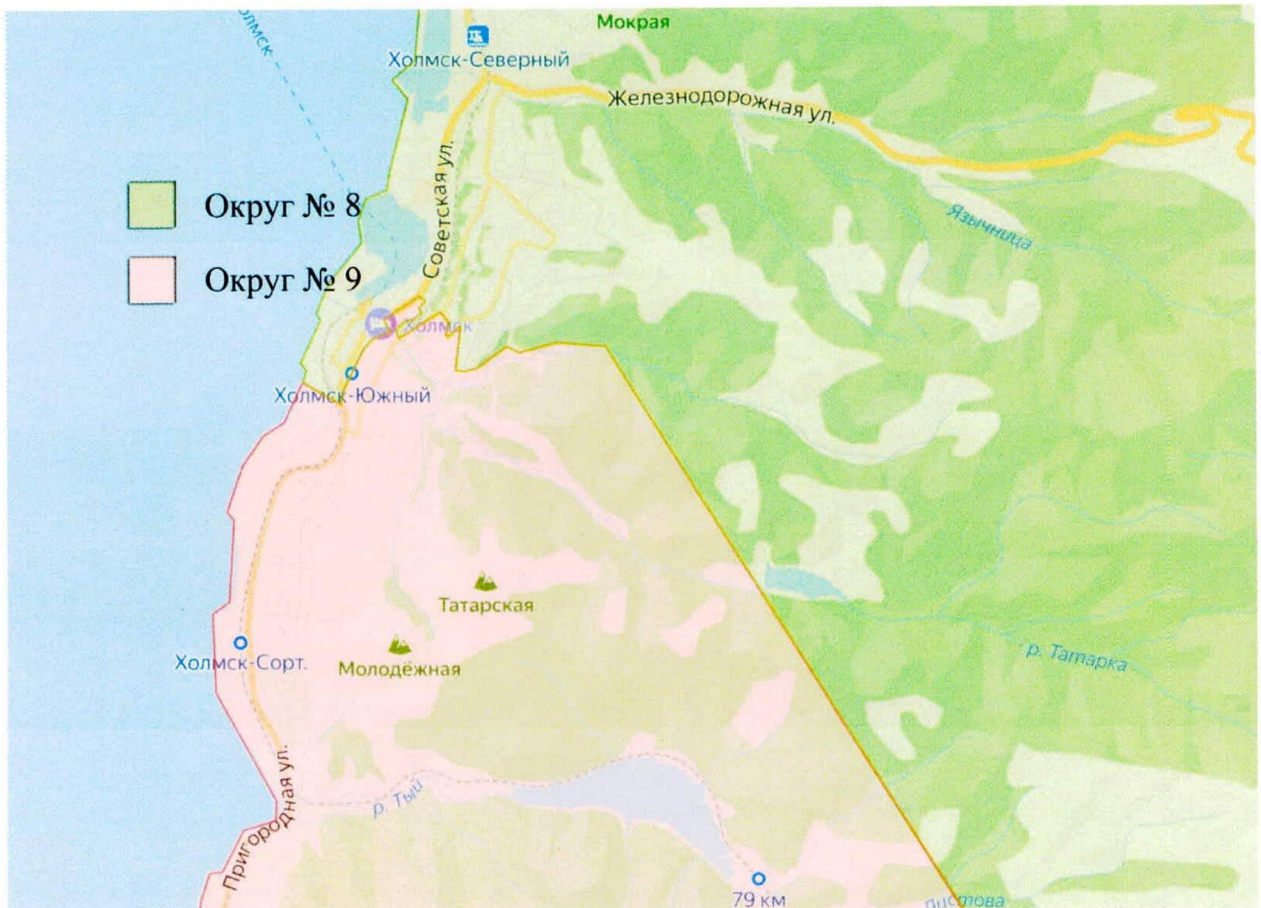 Мокрая
Холмск
Холмск-Северный
Железнодорожная ул.
Советская ул.
Округ № 8
Язычница
Округ № 9
Холмск
Холмск-Южный
Татарская
р. Татарка
Холмск-Сорт.
Молодёжная
р. Тый
Пригородная ул.
79 км